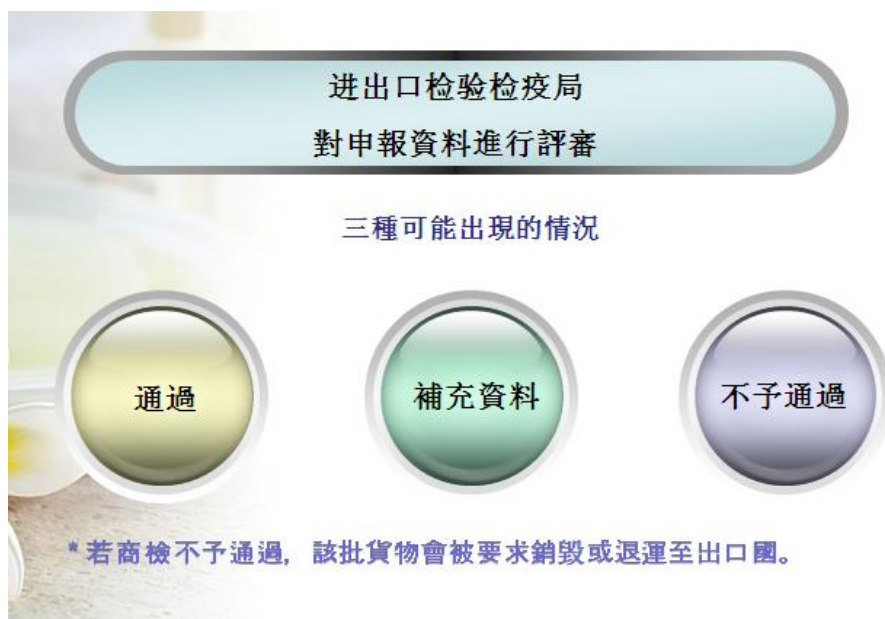 进出口检验检疫局
對申報資料進行評審
三種可能出現的情況
通過
補充資料
不予通過
*若商檢不予通過，該批貨物會被要求銷毀或退運至出口國。